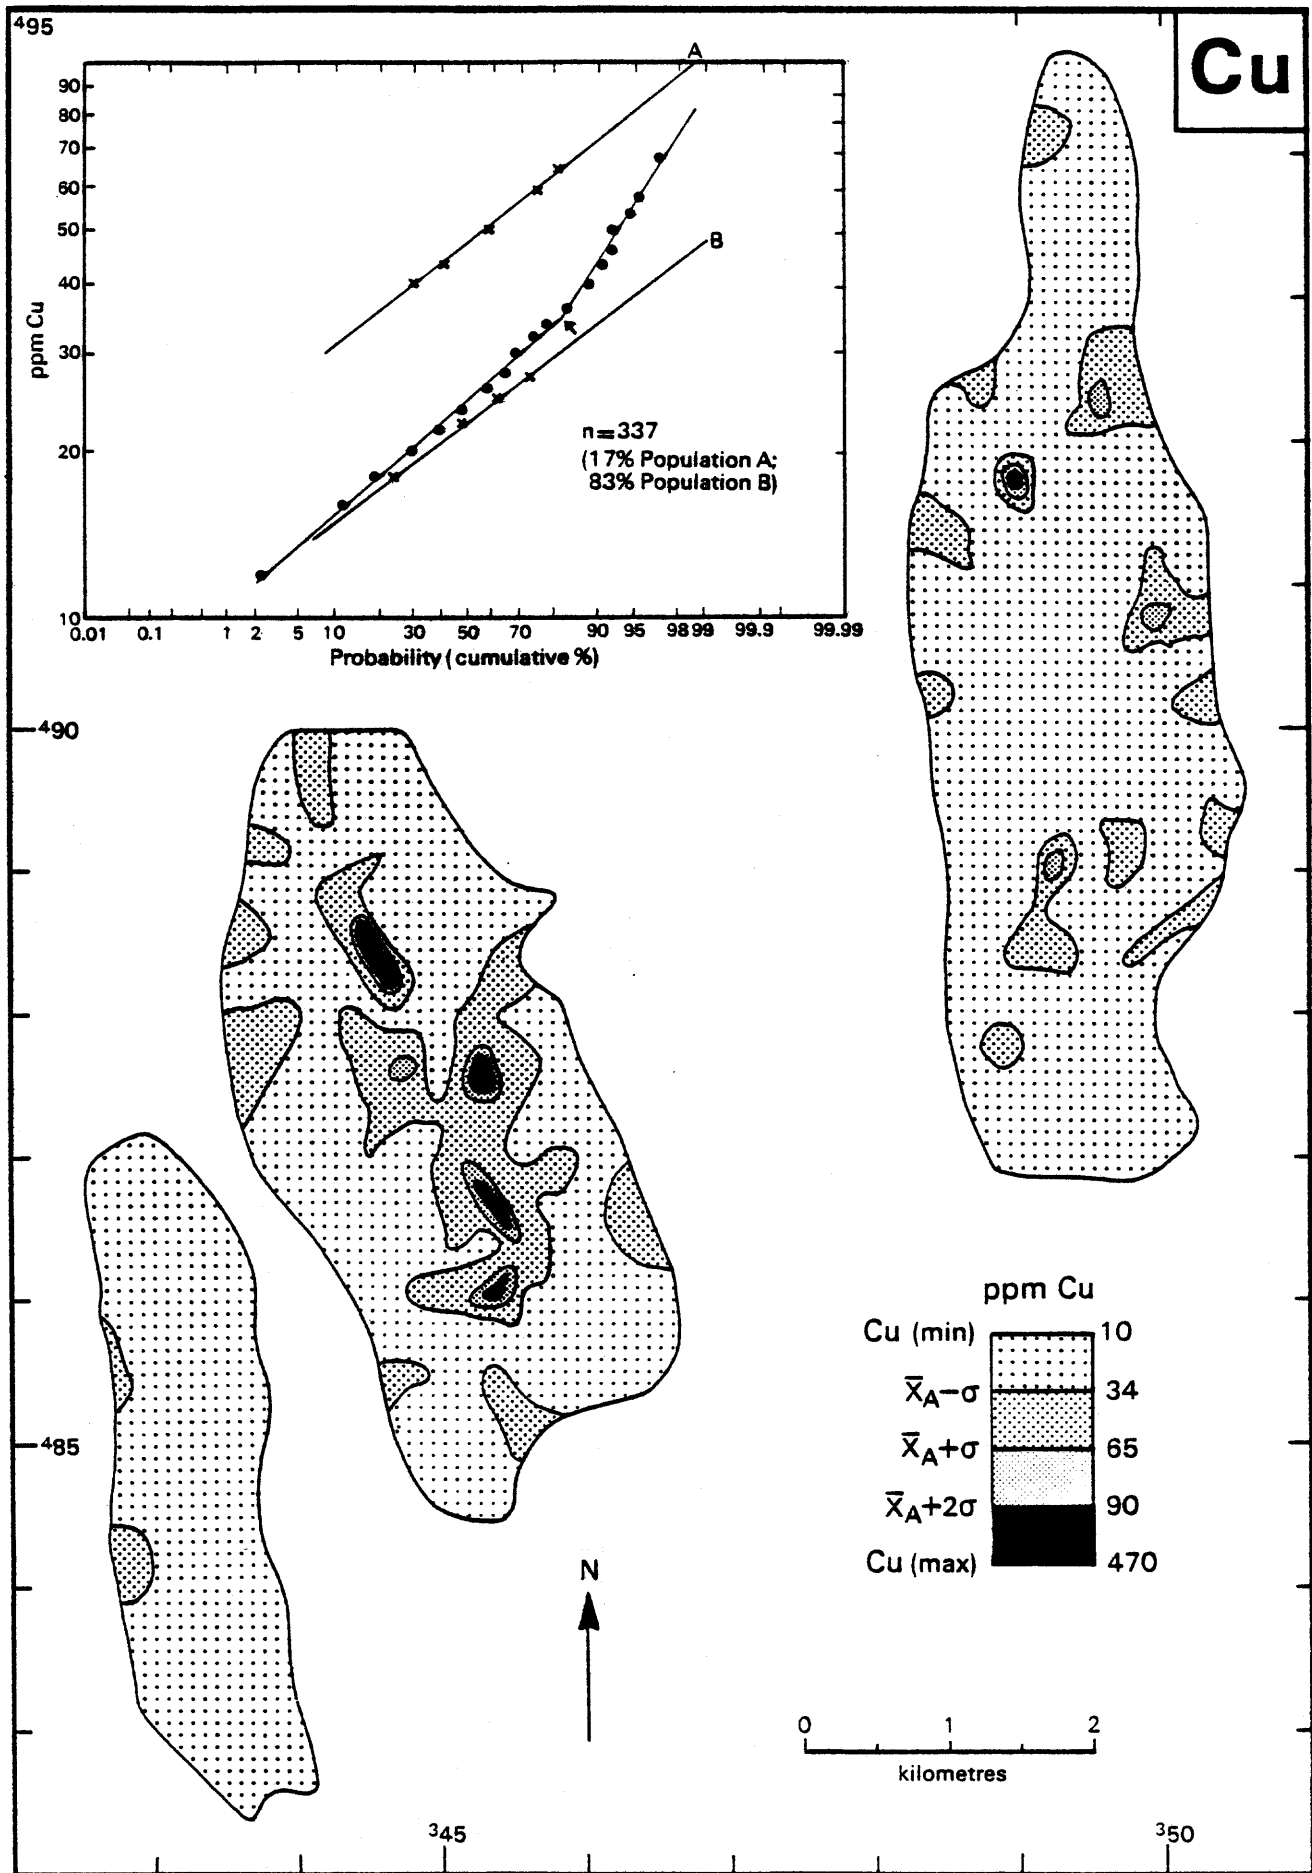 495
Cu
A
90
80
70
60
50
40
30
20
10
ppm Cu
B
n=337
(17% Population A;
83% Population B)
0.01 0.1 1 2 5 10 30 50 70 90 95 98 99 99.9 99.99
Probability (cumulative %)
490
485
ppm Cu
Cu (min) 10
X̄A−σ 34
X̄A+σ 65
X̄A+2σ 90
Cu (max) 470
N
0 1 2
kilometres
345 350